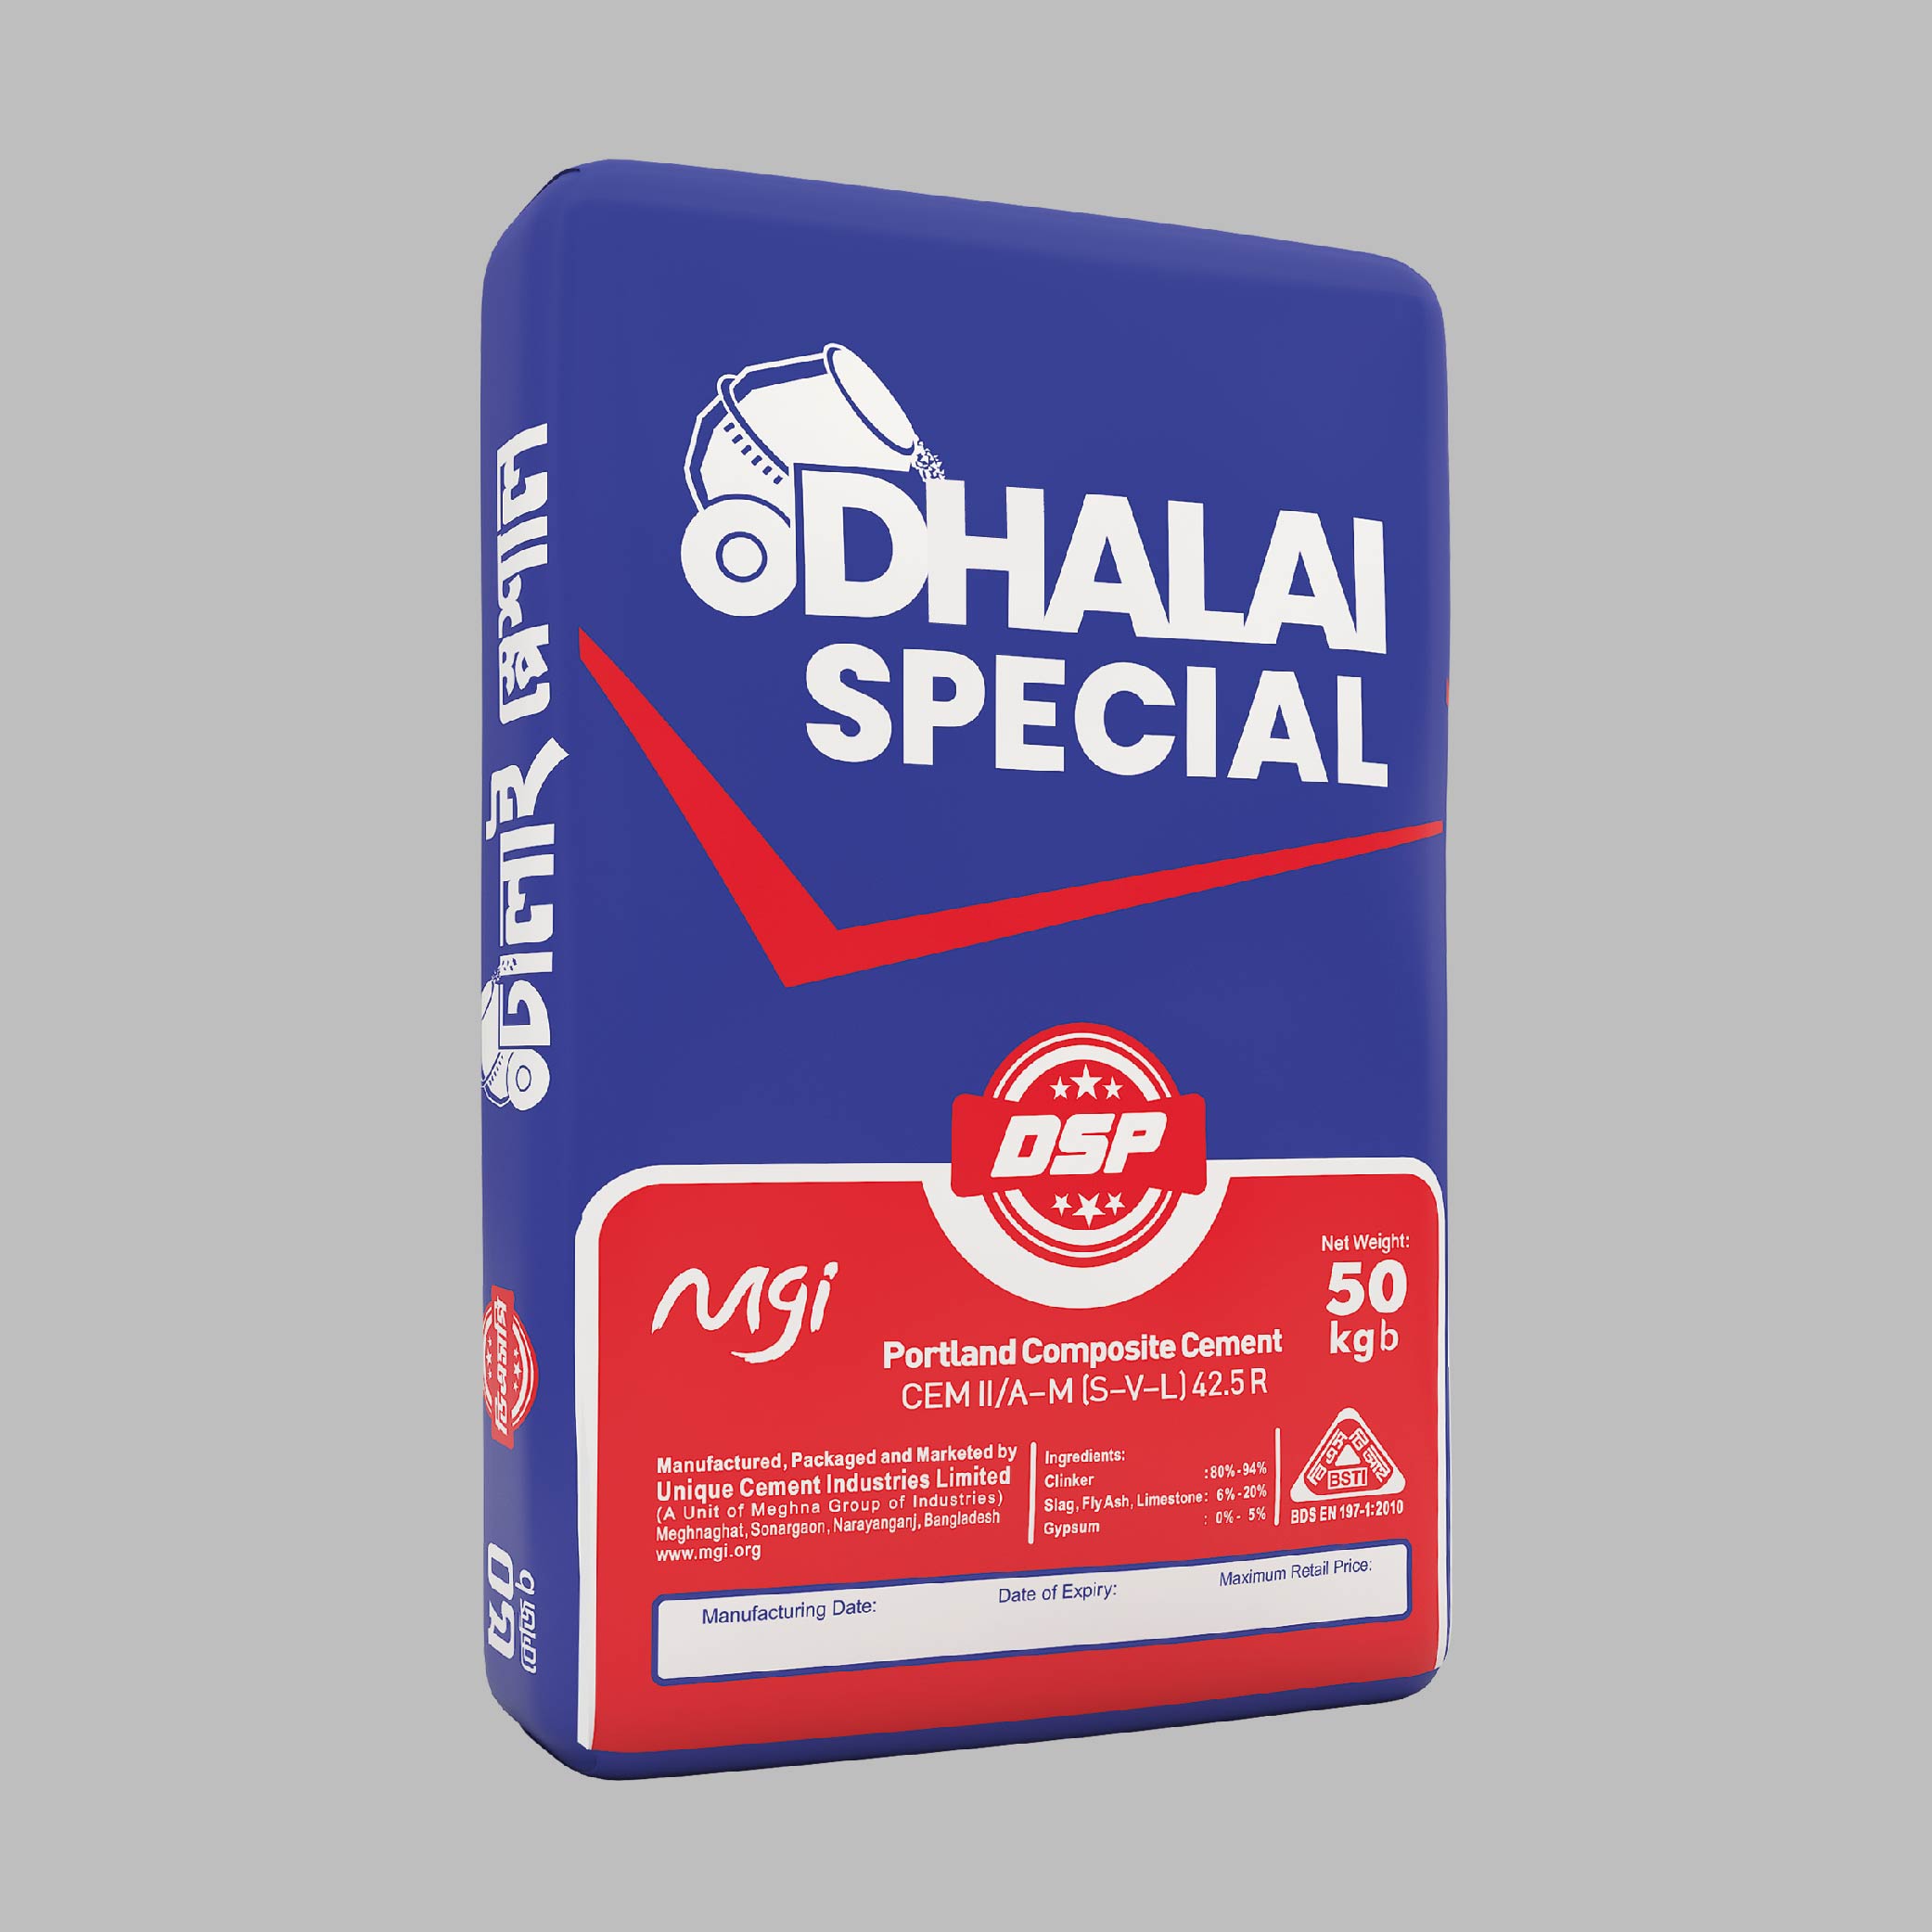 DHALAI
SPECIAL
DSP
mgi
Net Weight:
50
kg b
Portland Composite Cement
CEM II/A-M (S-V-L) 42.5 R
Manufactured, Packaged and Marketed by
Unique Cement Industries Limited
(A Unit of Meghna Group of Industries)
Meghnaghat, Sonargaon, Narayanganj, Bangladesh
www.mgi.org
Ingredients:
Clinker :80%-94%
Slag, Fly Ash, Limestone: 6%-20%
Gypsum : 0%- 5%
BSTI
BDS EN 197-1:2010
Manufacturing Date:
Date of Expiry:
Maximum Retail Price:
ঢালাই স্পেশাল
ডিএসপি
৫০